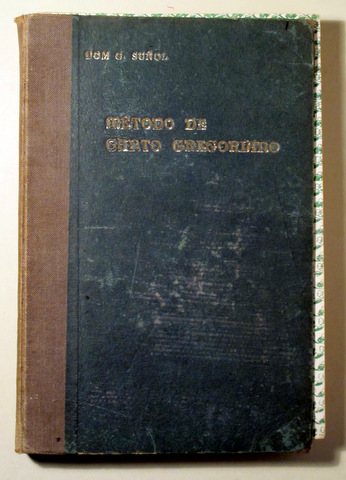 DOM G. SUÑOL
MÉTODO DE
CANTO GREGORIANO